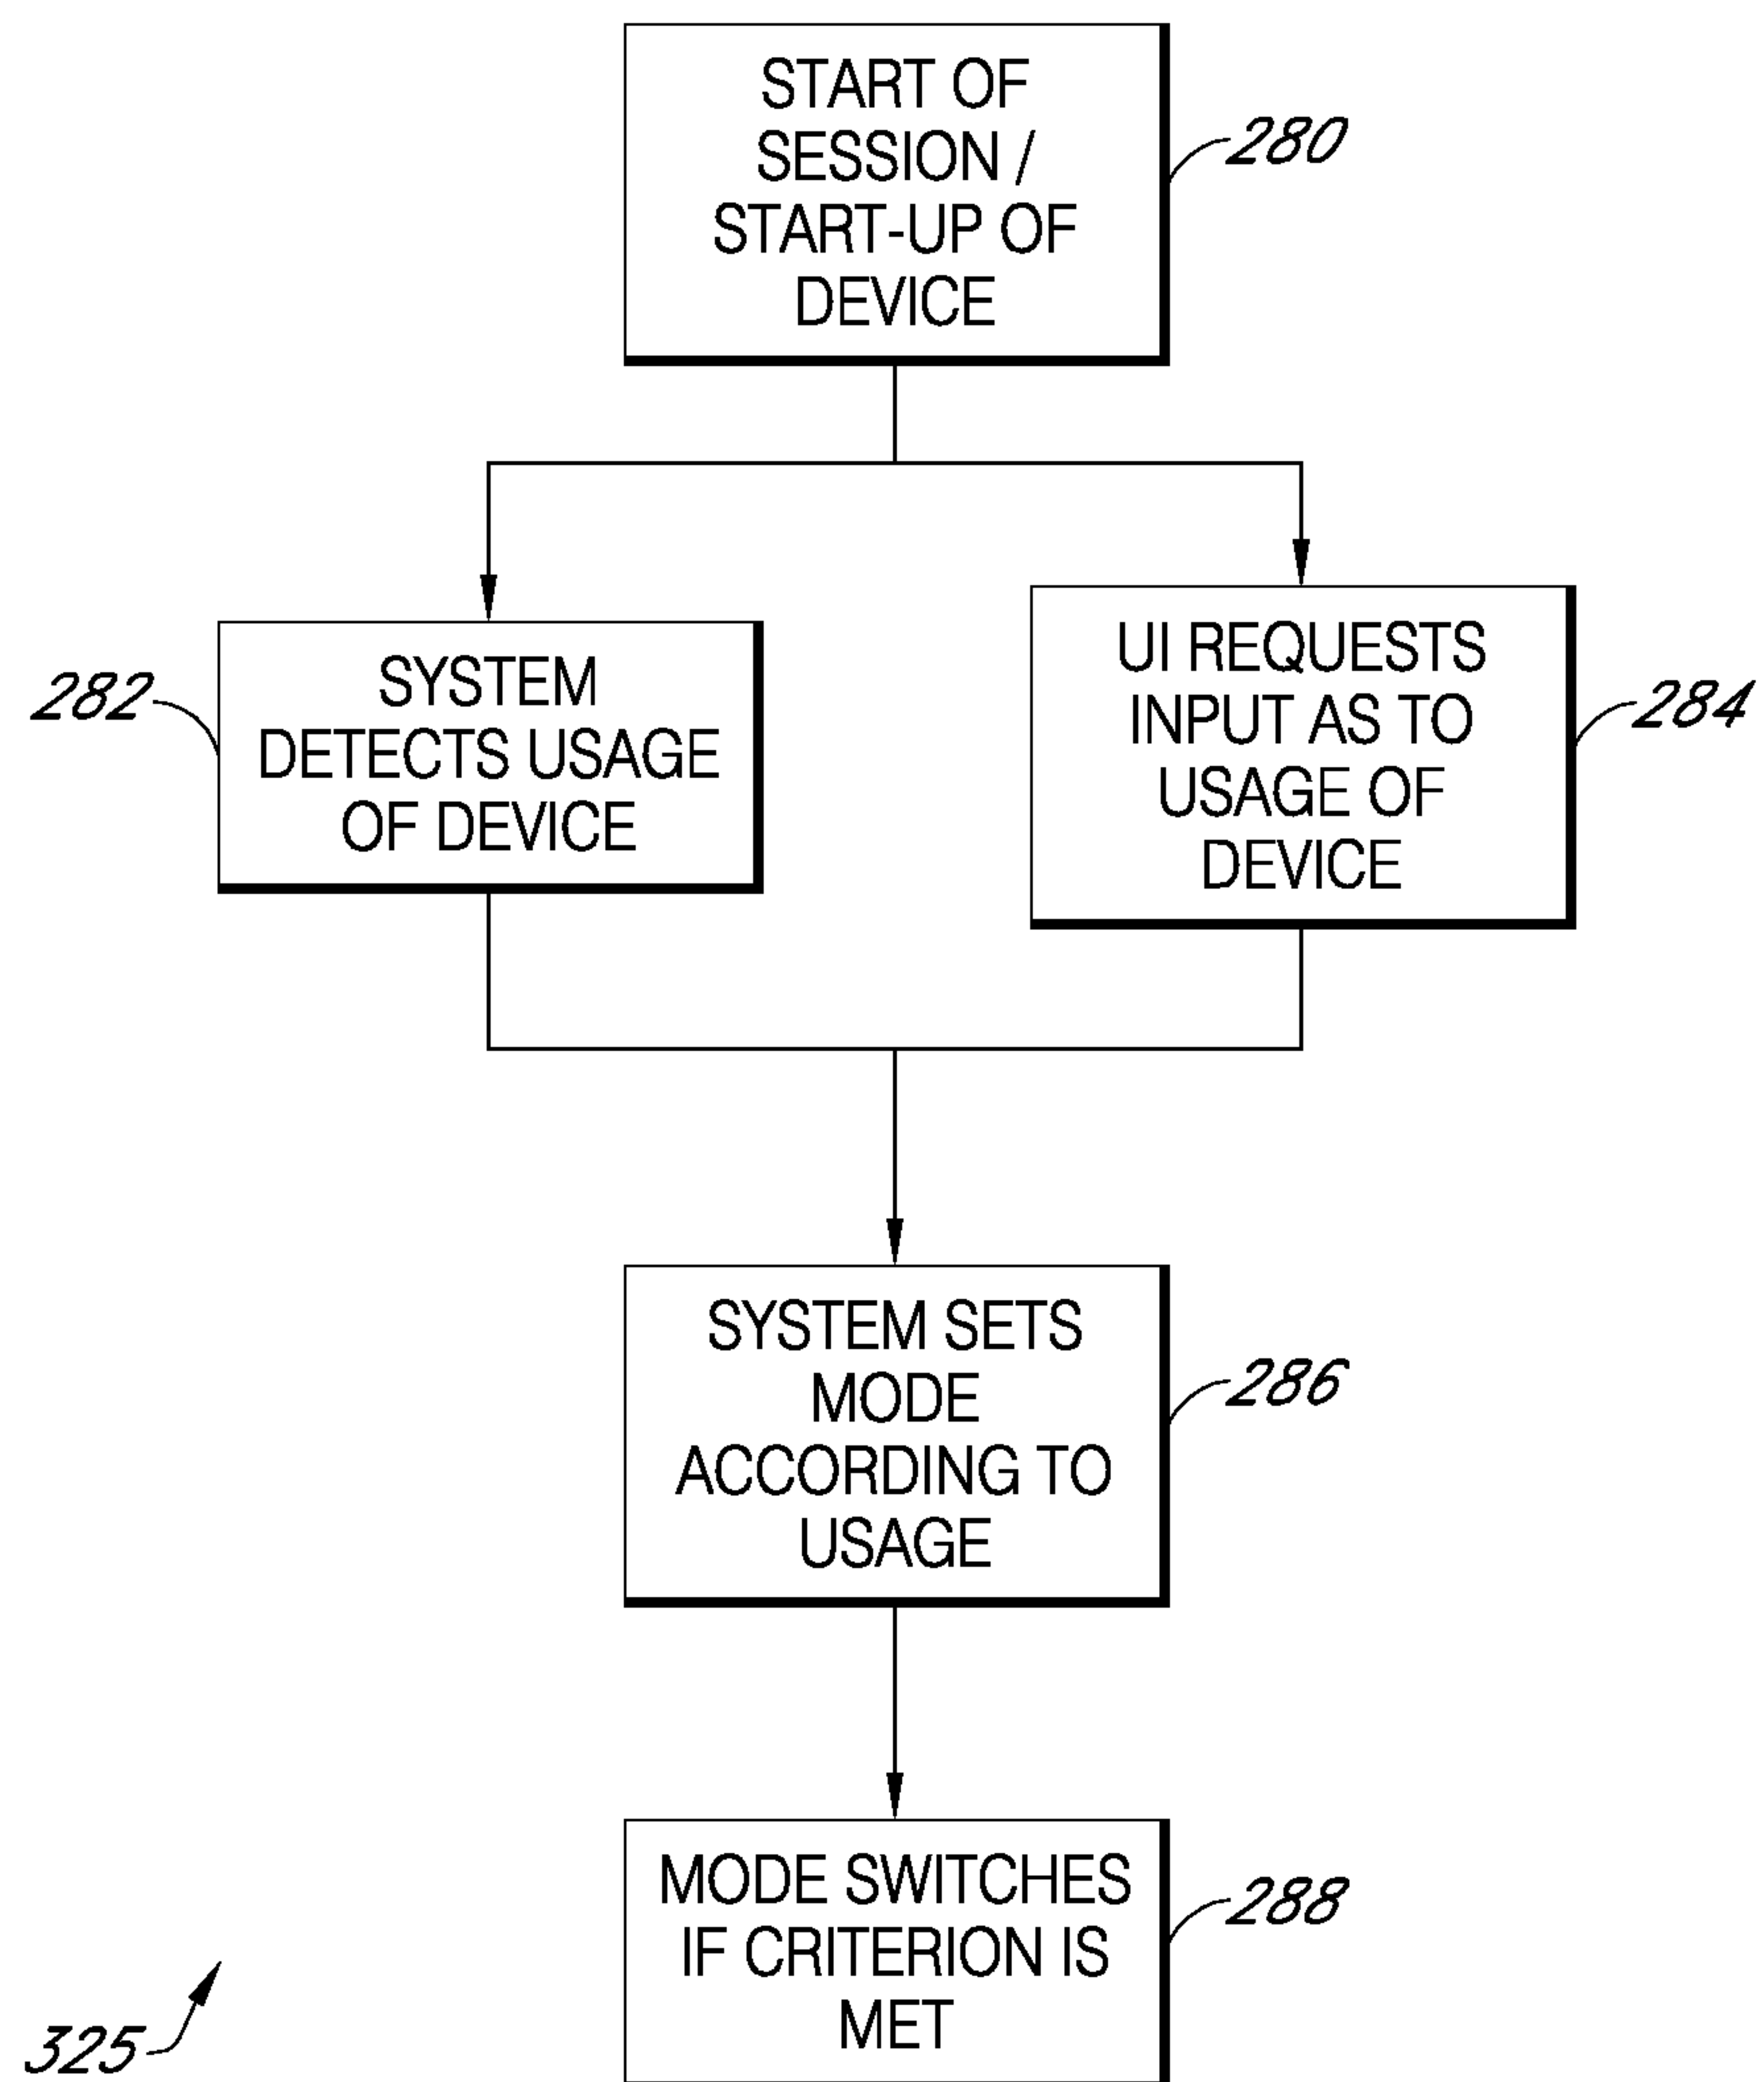 START OF
SESSION /
START-UP OF
DEVICE
280
SYSTEM
DETECTS USAGE
OF DEVICE
282
UI REQUESTS
INPUT AS TO
USAGE OF
DEVICE
284
SYSTEM SETS
MODE
ACCORDING TO
USAGE
286
MODE SWITCHES
IF CRITERION IS
MET
288
325